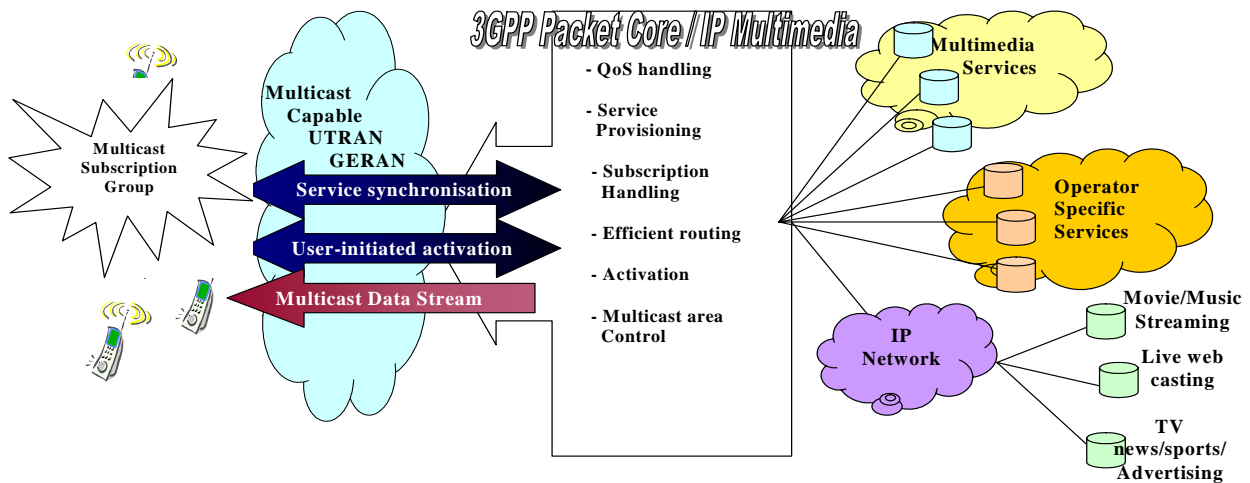 3GPP Packet Core / IP Multimedia
Multicast
Subscription
Group
Multicast
Capable
UTRAN
GERAN
Service synchronisation
User-initiated activation
Multicast Data Stream
- QoS handling
- Service
Provisioning
- Subscription
Handling
- Efficient routing
- Activation
- Multicast area
Control
Multimedia
Services
Operator
Specific
Services
IP
Network
Movie/Music
Streaming
Live web
casting
TV
news/sports/
Advertising